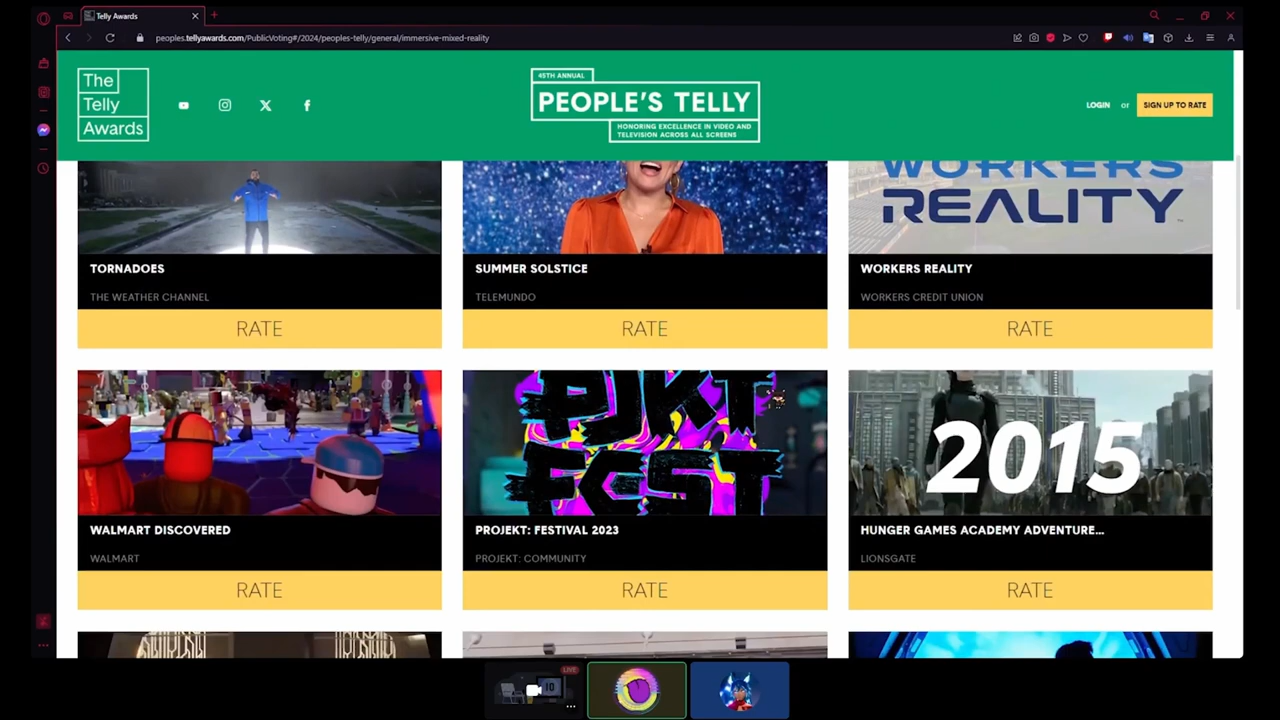 Telly Awards
peoples.tellyawards.com/PublicVoting#/2024/peoples-telly/general/immersive-mixed-reality
The
Telly
Awards
45TH ANNUAL
PEOPLE'S TELLY
HONORING EXCELLENCE IN VIDEO AND
TELEVISION ACROSS ALL SCREENS
LOGIN or SIGN UP TO RATE
WORKERS
REALITY
TORNADOES
THE WEATHER CHANNEL
RATE
SUMMER SOLSTICE
TELEMUNDO
RATE
WORKERS REALITY
WORKERS CREDIT UNION
RATE
PJKT
FCST
2015
WALMART DISCOVERED
WALMART
RATE
PROJEKT: FESTIVAL 2023
PROJEKT: COMMUNITY
RATE
HUNGER GAMES ACADEMY ADVENTURE...
LIONSGATE
RATE
LIVE